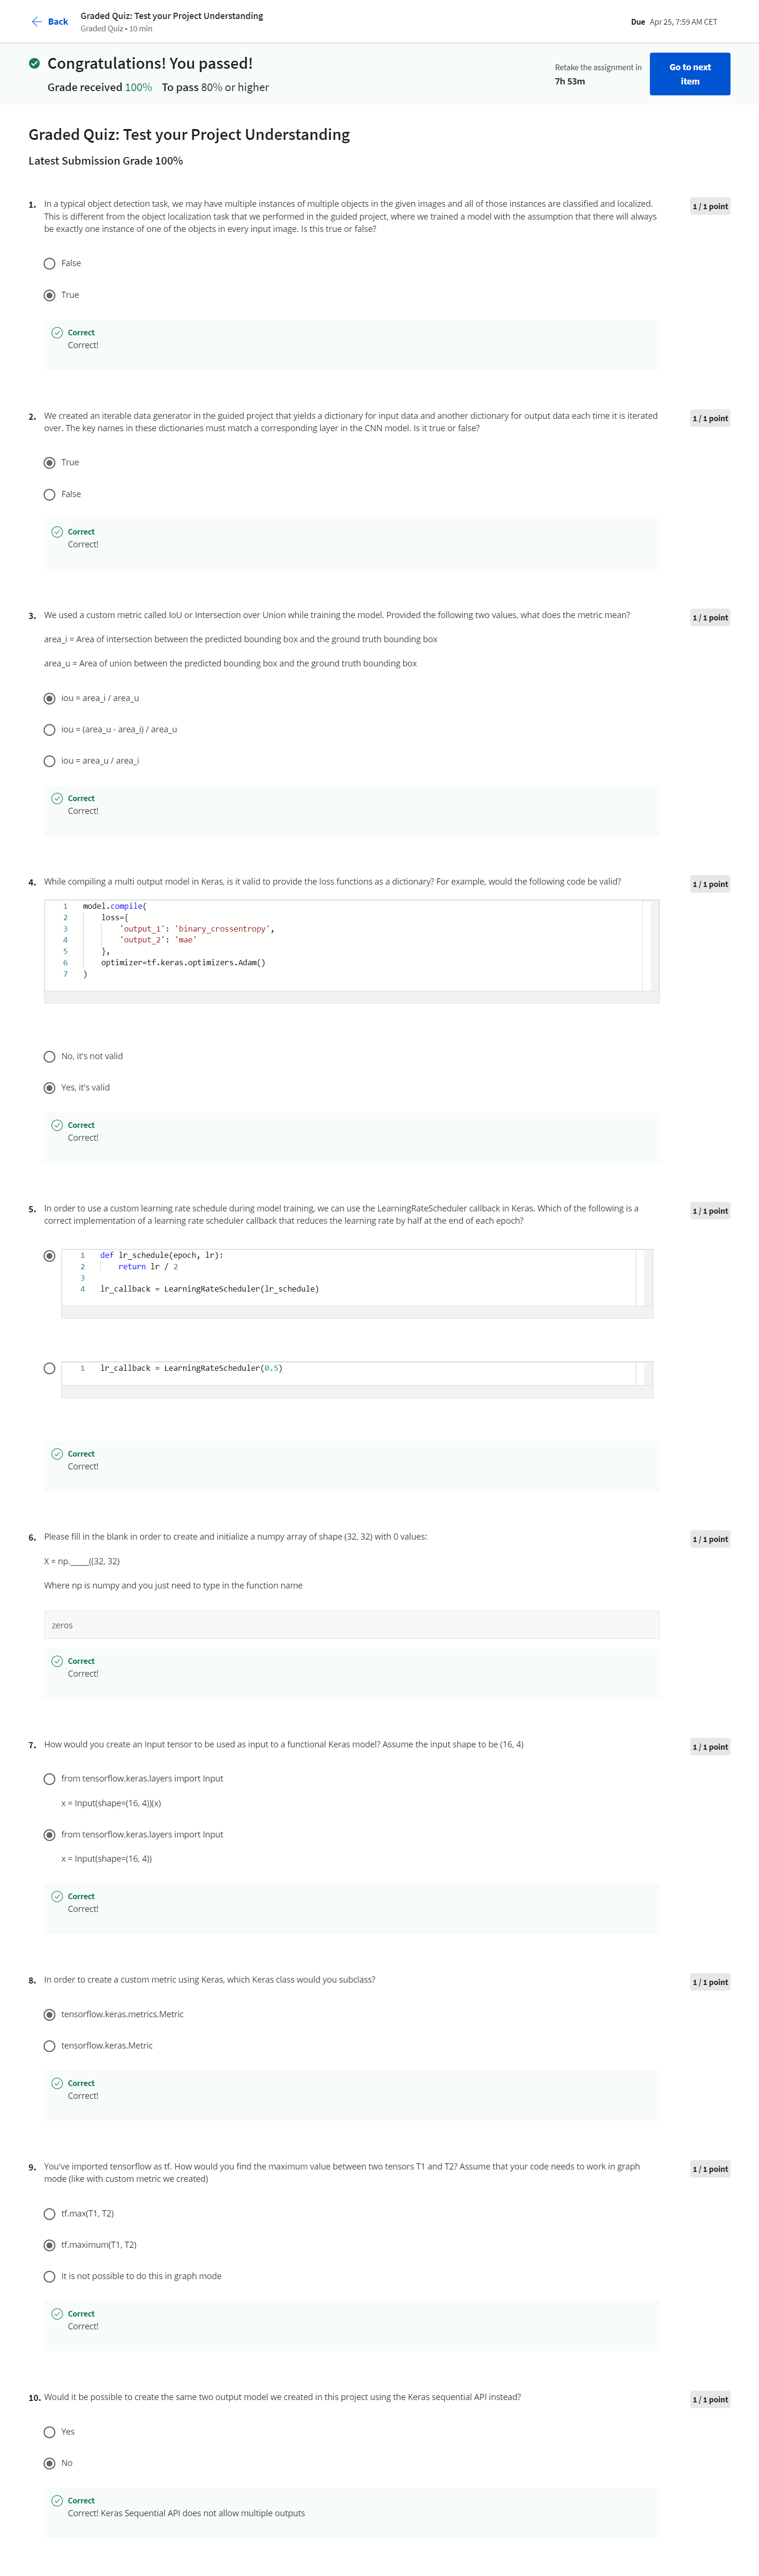 Back
Graded Quiz: Test your Project Understanding
Graded Quiz • 10 min
Due Apr 25, 7:59 AM CET
Congratulations! You passed!
Grade received 100% To pass 80% or higher
Retake the assignment in
7h 53m
Go to next
item
Graded Quiz: Test your Project Understanding
Latest Submission Grade 100%
1. In a typical object detection task, we may have multiple instances of multiple objects in the given images and all of those instances are classified and localized.
This is different from the object localization task that we performed in the guided project, where we trained a model with the assumption that there will always
be exactly one instance of one of the objects in every input image. Is this true or false?
1 / 1 point
False
True
Correct
Correct!
2. We created an iterable data generator in the guided project that yields a dictionary for input data and another dictionary for output data each time it is iterated
over. The key names in these dictionaries must match a corresponding layer in the CNN model. Is it true or false?
1 / 1 point
True
False
Correct
Correct!
3. We used a custom metric called IoU or Intersection over Union while training the model. Provided the following two values, what does the metric mean?
1 / 1 point
area_i = Area of intersection between the predicted bounding box and the ground truth bounding box
area_u = Area of union between the predicted bounding box and the ground truth bounding box
iou = area_i / area_u
iou = (area_u - area_i) / area_u
iou = area_u / area_i
Correct
Correct!
4. While compiling a multi output model in Keras, is it valid to provide the loss functions as a dictionary? For example, would the following code be valid?
1 / 1 point
1 model.compile(
2 loss={
3 'output_1': 'binary_crossentropy',
4 'output_2': 'mae'
5 },
6 optimizer=tf.keras.optimizers.Adam()
7 )
No, it's not valid
Yes, it's valid
Correct
Correct!
5. In order to use a custom learning rate schedule during model training, we can use the LearningRateScheduler callback in Keras. Which of the following is a
correct implementation of a learning rate scheduler callback that reduces the learning rate by half at the end of each epoch?
1 / 1 point
1 def lr_schedule(epoch, lr):
2 return lr / 2
3
4 lr_callback = LearningRateScheduler(lr_schedule)
1 lr_callback = LearningRateScheduler(0.5)
Correct
Correct!
6. Please fill in the blank in order to create and initialize a numpy array of shape (32, 32) with 0 values:
1 / 1 point
X = np._____((32, 32)
Where np is numpy and you just need to type in the function name
zeros
Correct
Correct!
7. How would you create an Input tensor to be used as input to a functional Keras model? Assume the input shape to be (16, 4)
1 / 1 point
from tensorflow.keras.layers import Input
x = Input(shape=(16, 4))(x)
from tensorflow.keras.layers import Input
x = Input(shape=(16, 4))
Correct
Correct!
8. In order to create a custom metric using Keras, which Keras class would you subclass?
1 / 1 point
tensorflow.keras.metrics.Metric
tensorflow.keras.Metric
Correct
Correct!
9. You've imported tensorflow as tf. How would you find the maximum value between two tensors T1 and T2? Assume that your code needs to work in graph
mode (like with custom metric we created)
1 / 1 point
tf.max(T1, T2)
tf.maximum(T1, T2)
It is not possible to do this in graph mode
Correct
Correct!
10. Would it be possible to create the same two output model we created in this project using the Keras sequential API instead?
1 / 1 point
Yes
No
Correct
Correct! Keras Sequential API does not allow multiple outputs